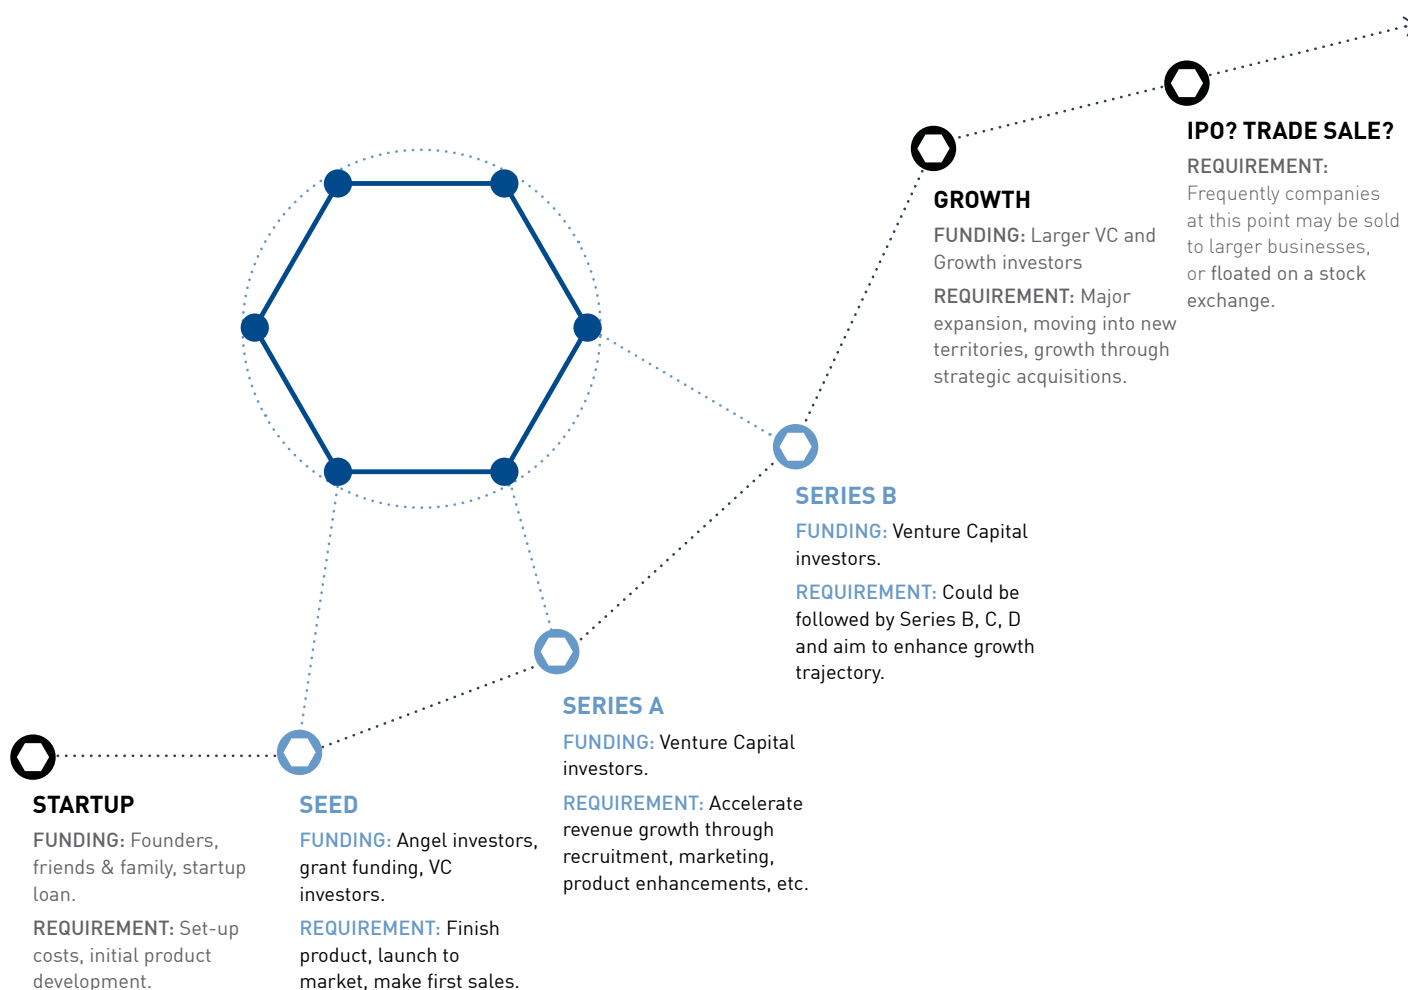 STARTUP
FUNDING: Founders,
friends & family, startup
loan.
REQUIREMENT: Set-up
costs, initial product
development.
SEED
FUNDING: Angel investors,
grant funding, VC
investors.
REQUIREMENT: Finish
product, launch to
market, make first sales.
SERIES A
FUNDING: Venture Capital
investors.
REQUIREMENT: Accelerate
revenue growth through
recruitment, marketing,
product enhancements, etc.
SERIES B
FUNDING: Venture Capital
investors.
REQUIREMENT: Could be
followed by Series B, C, D
and aim to enhance growth
trajectory.
GROWTH
FUNDING: Larger VC and
Growth investors
REQUIREMENT: Major
expansion, moving into new
territories, growth through
strategic acquisitions.
IPO? TRADE SALE?
REQUIREMENT:
Frequently companies
at this point may be sold
to larger businesses,
or floated on a stock
exchange.